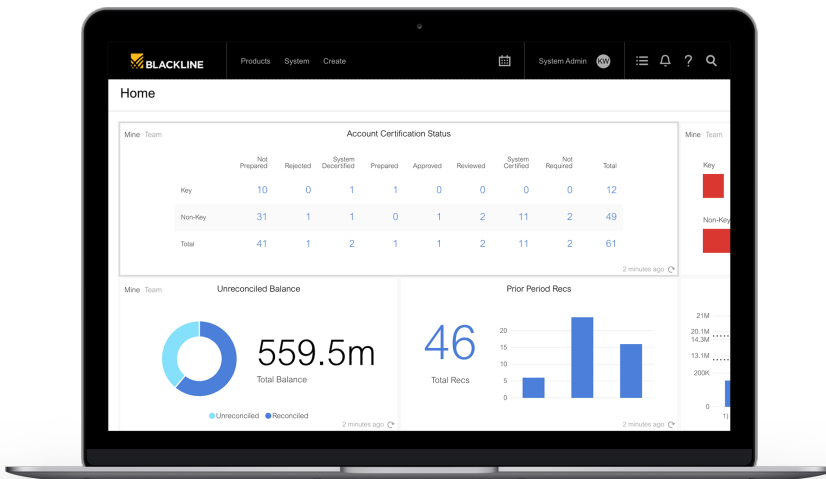 BLACKLINE
Products System Create
System Admin KW
?
Home
Mine Team
Account Certification Status
Not Prepared Rejected System Decertified Prepared Approved Reviewed System Certified Not Required Total
Key 10 0 1 1 0 0 0 0 12
Non-Key 31 1 1 0 1 2 11 2 49
Total 41 1 2 1 1 2 11 2 61
2 minutes ago
Mine Team
Key
Non-Key
Mine Team
Unreconciled Balance
559.5m
Total Balance
Unreconciled Reconciled
2 minutes ago
Prior Period Recs
46
Total Recs
20
15
10
5
0
2 minutes ago
21M
20.1M
14.3M
13.1M
200K
0
1)